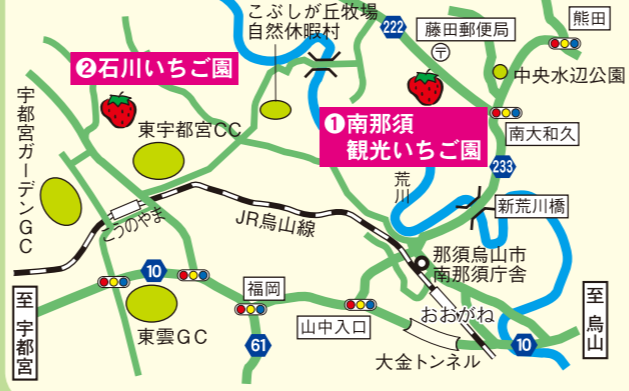 こぶしが丘牧場
自然休暇村
222
藤田郵便局
〒
熊田
中央水辺公園
❷石川いちご園
❶南那須
観光いちご園
南大和久
233
宇都宮ガーデンGC
東宇都宮CC
荒川
新荒川橋
こうのやま
JR烏山線
那須烏山市
南那須庁舎
10
福岡
おおがね
至 宇都宮
東雲GC
61
山中入口
大金トンネル
10
至 烏山